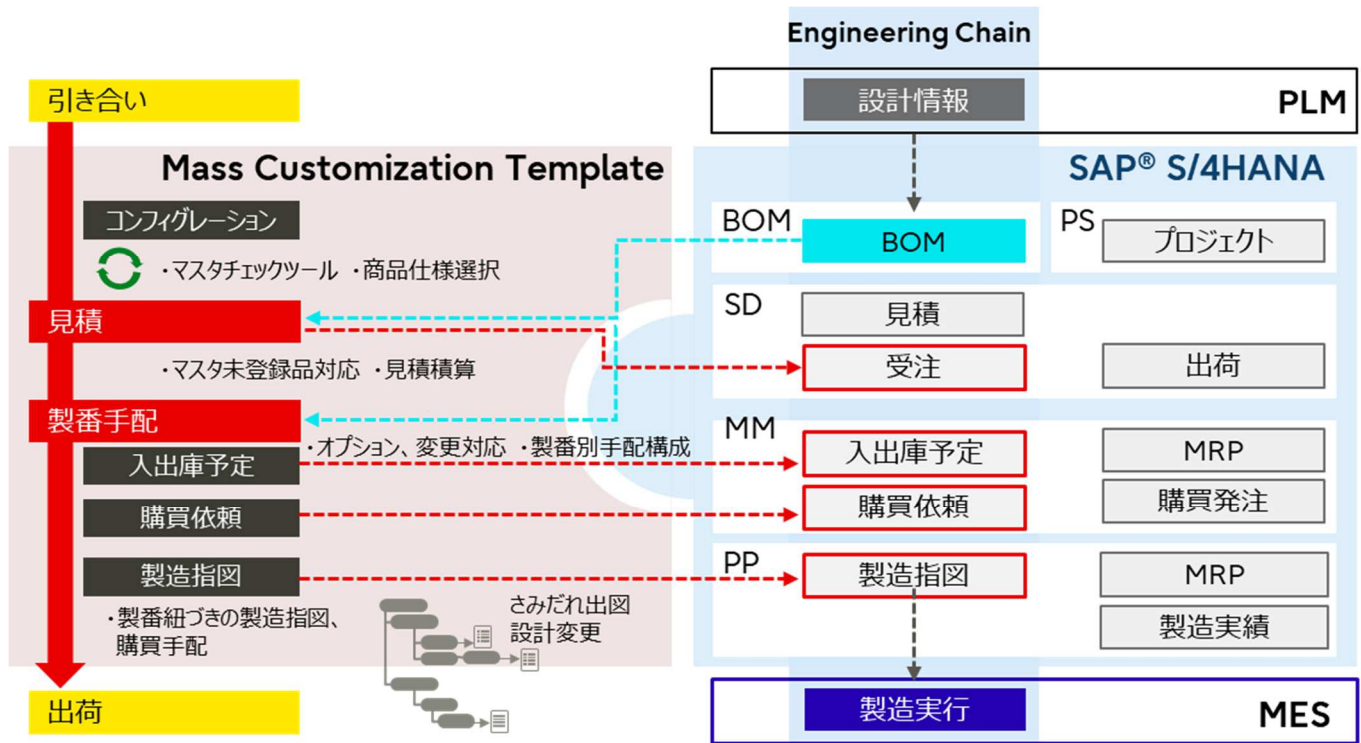 Engineering Chain
引き合い
設計情報
PLM
Mass Customization Template
SAP® S/4HANA
コンフィグレーション
・マスタチェックツール ・商品仕様選択
見積
・マスタ未登録品対応 ・見積積算
製番手配
・オプション、変更対応 ・製番別手配構成
入出庫予定
購買依頼
製造指図
・製番紐づきの製造指図、
購買手配
さみだれ出図
設計変更
出荷
BOM
BOM
PS
プロジェクト
SD
見積
受注
出荷
MM
入出庫予定
MRP
購買依頼
購買発注
PP
製造指図
MRP
製造実績
製造実行
MES